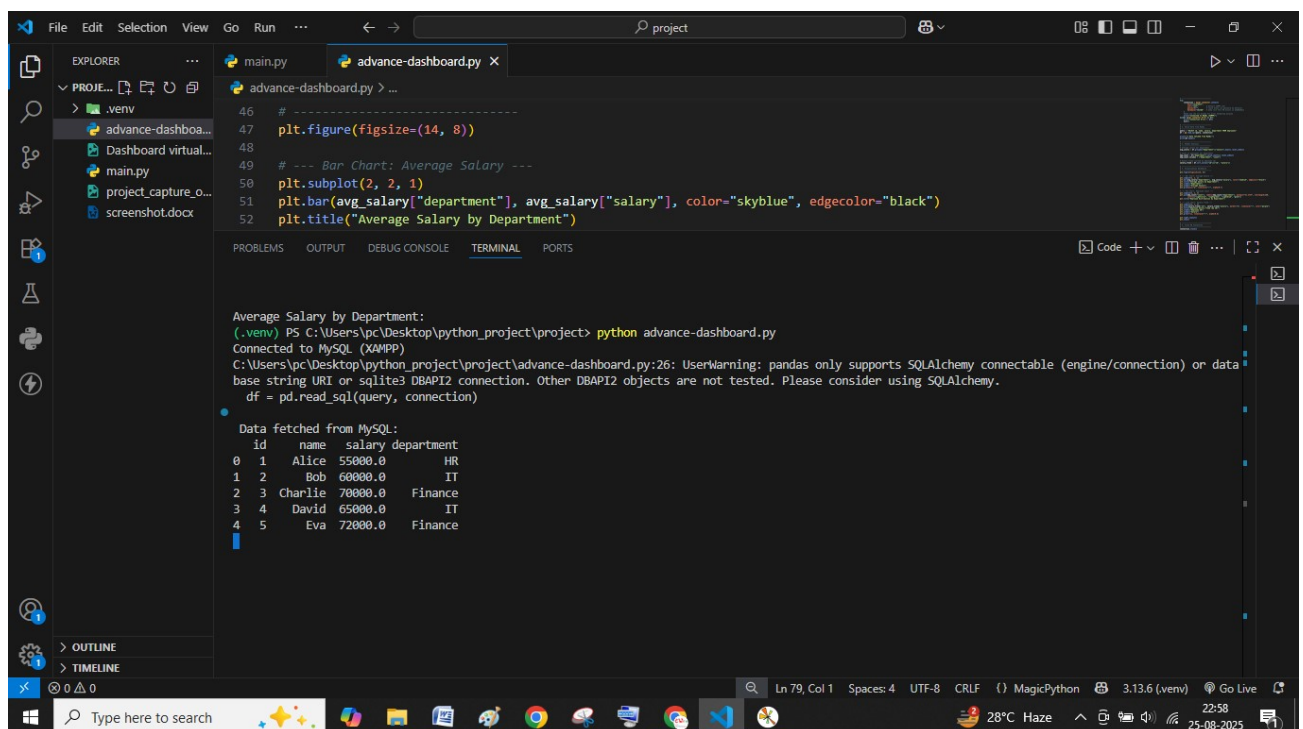 File Edit Selection View Go Run ··· project
EXPLORER ···
PROJE...
.venv
advance-dashboa...
Dashboard virtual...
main.py
project_capture_o...
screenshot.docx
OUTLINE
TIMELINE
main.py advance-dashboard.py
advance-dashboard.py > ...
46 # -------------------------------
47 plt.figure(figsize=(14, 8))
48
49 # --- Bar Chart: Average Salary ---
50 plt.subplot(2, 2, 1)
51 plt.bar(avg_salary["department"], avg_salary["salary"], color="skyblue", edgecolor="black")
52 plt.title("Average Salary by Department")
PROBLEMS OUTPUT DEBUG CONSOLE TERMINAL PORTS Code
Average Salary by Department:
(.venv) PS C:\Users\pc\Desktop\python_project\project> python advance-dashboard.py
Connected to MySQL (XAMPP)
C:\Users\pc\Desktop\python_project\project\advance-dashboard.py:26: UserWarning: pandas only supports SQLAlchemy connectable (engine/connection) or data
base string URI or sqlite3 DBAPI2 connection. Other DBAPI2 objects are not tested. Please consider using SQLAlchemy.
df = pd.read_sql(query, connection)
Data fetched from MySQL:
id name salary department
0 1 Alice 55000.0 HR
1 2 Bob 60000.0 IT
2 3 Charlie 70000.0 Finance
3 4 David 65000.0 IT
4 5 Eva 72000.0 Finance
0 0 Ln 79, Col 1 Spaces: 4 UTF-8 CRLF {} MagicPython 3.13.6 (.venv) Go Live
Type here to search 28°C Haze 22:58
25-08-2025